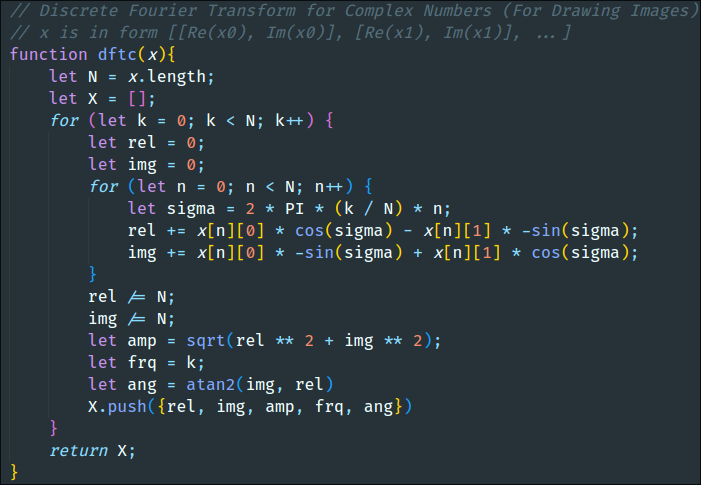 // Discrete Fourier Transform for Complex Numbers (For Drawing Images)
// x is in form [[Re(x0), Im(x0)], [Re(x1), Im(x1)], ...]
function dftc(x){
    let N = x.length;
    let X = [];
    for (let k = 0; k < N; k++) {
        let rel = 0;
        let img = 0;
        for (let n = 0; n < N; n++) {
            let sigma = 2 * PI * (k / N) * n;
            rel += x[n][0] * cos(sigma) - x[n][1] * -sin(sigma);
            img += x[n][0] * -sin(sigma) + x[n][1] * cos(sigma);
        }
        rel /= N;
        img /= N;
        let amp = sqrt(rel ** 2 + img ** 2);
        let frq = k;
        let ang = atan2(img, rel)
        X.push({rel, img, amp, frq, ang})
    }
    return X;
}